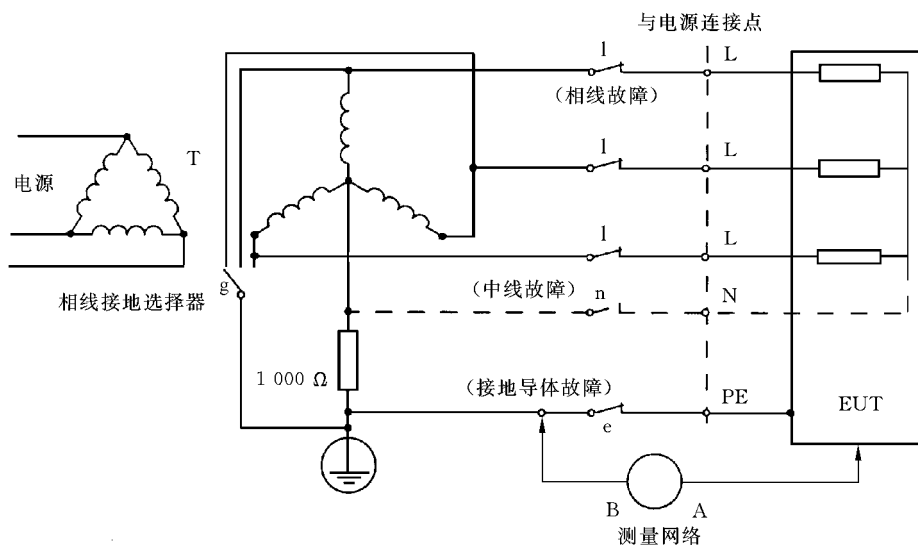 与电源连接点
l
L
(相线故障)
T
电源
l
L
l
L
g
相线接地选择器
(中线故障)
n
N
1 000 Ω
(接地导体故障)
e
PE
EUT
B
A
测量网络